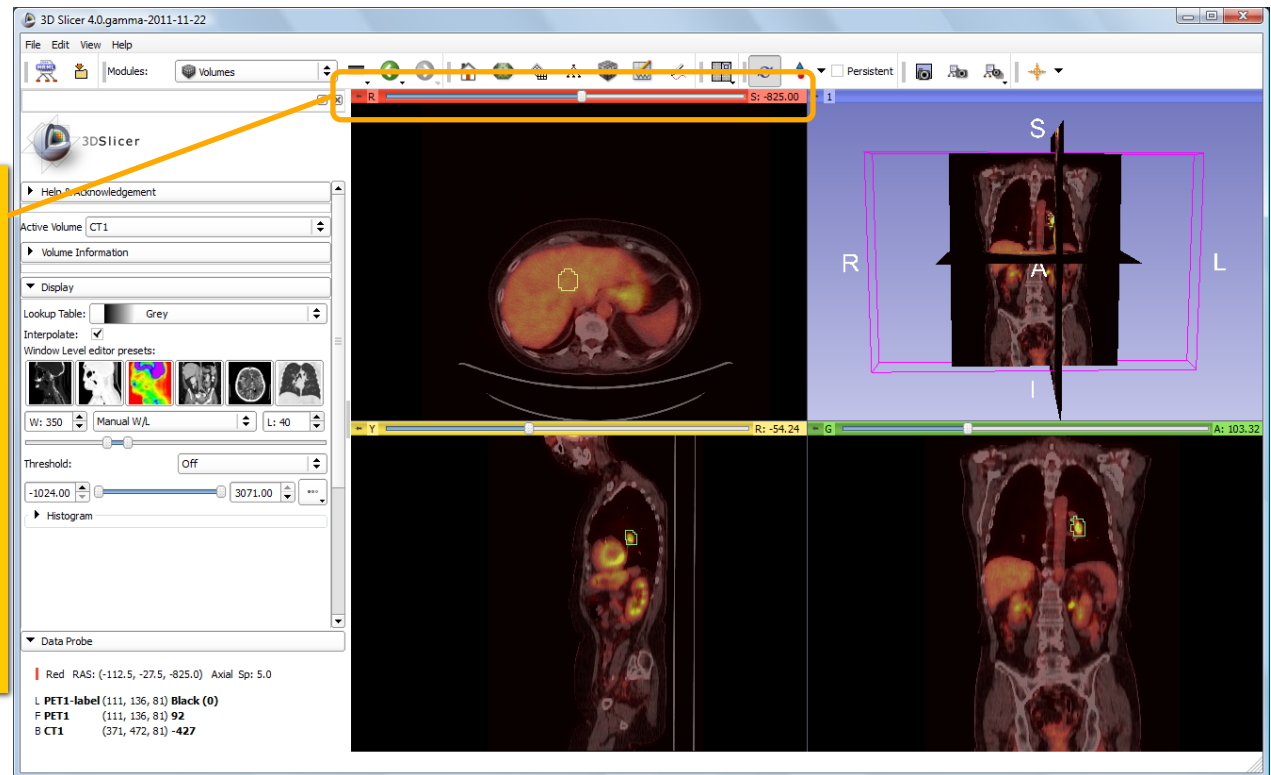 3D Slicer 4.0.gamma-2011-11-22
File Edit View Help
Modules: Volumes Persistent
R S: -825.00 1
3DSlicer
Help & Acknowledgement
Active Volume CT1
Volume Information
Display
Lookup Table: Grey
Interpolate:
Window Level editor presets:
W: 350 Manual W/L L: 40
Threshold: Off
-1024.00 3071.00
Histogram
S
R A L
I
Y R: -54.24 G A: 103.32
Data Probe
Red RAS: (-112.5, -27.5, -825.0) Axial Sp: 5.0
L PET1-label (111, 136, 81) Black (0)
F PET1 (111, 136, 81) 92
B CT1 (371, 472, 81) -427